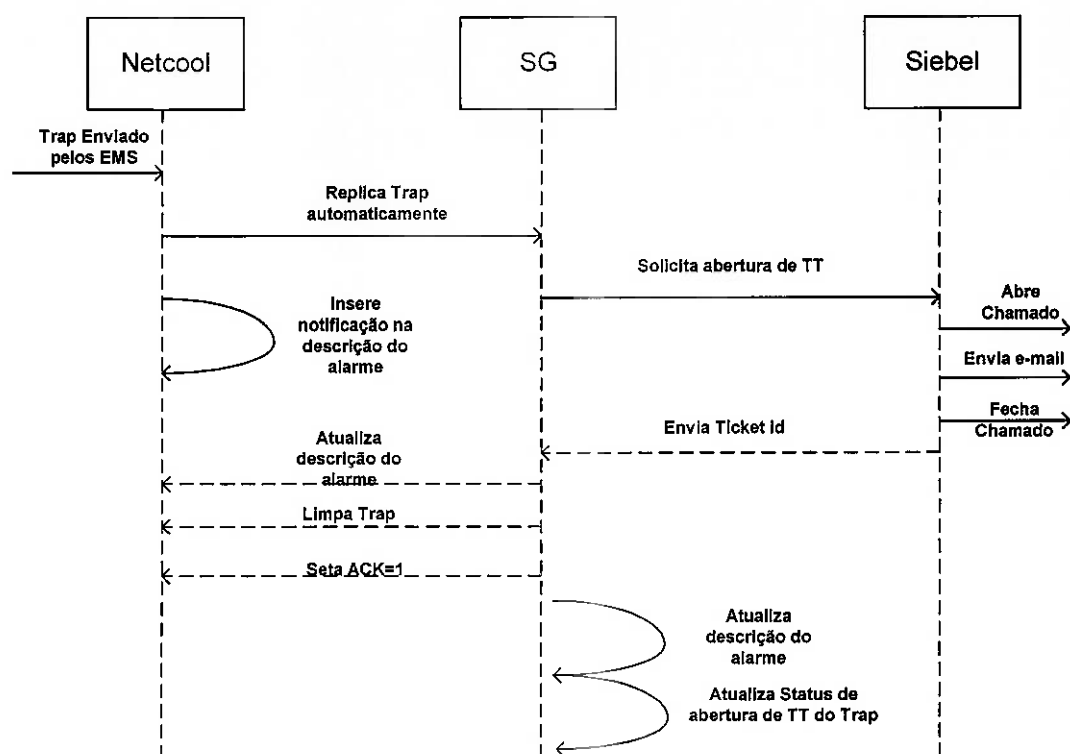 Netcool
SG
Siebel
Trap Enviado
pelos EMS
Replica Trap
automaticamente
Solicita abertura de TT
Insere
notificação na
descrição do
alarme
Abre
Chamado
Envia e-mail
Fecha
Chamado
Envia Ticket id
Atualiza
descrição do
alarme
Limpa Trap
Seta ACK=1
Atualiza
descrição do
alarme
Atualiza Status de
abertura de TT do Trap